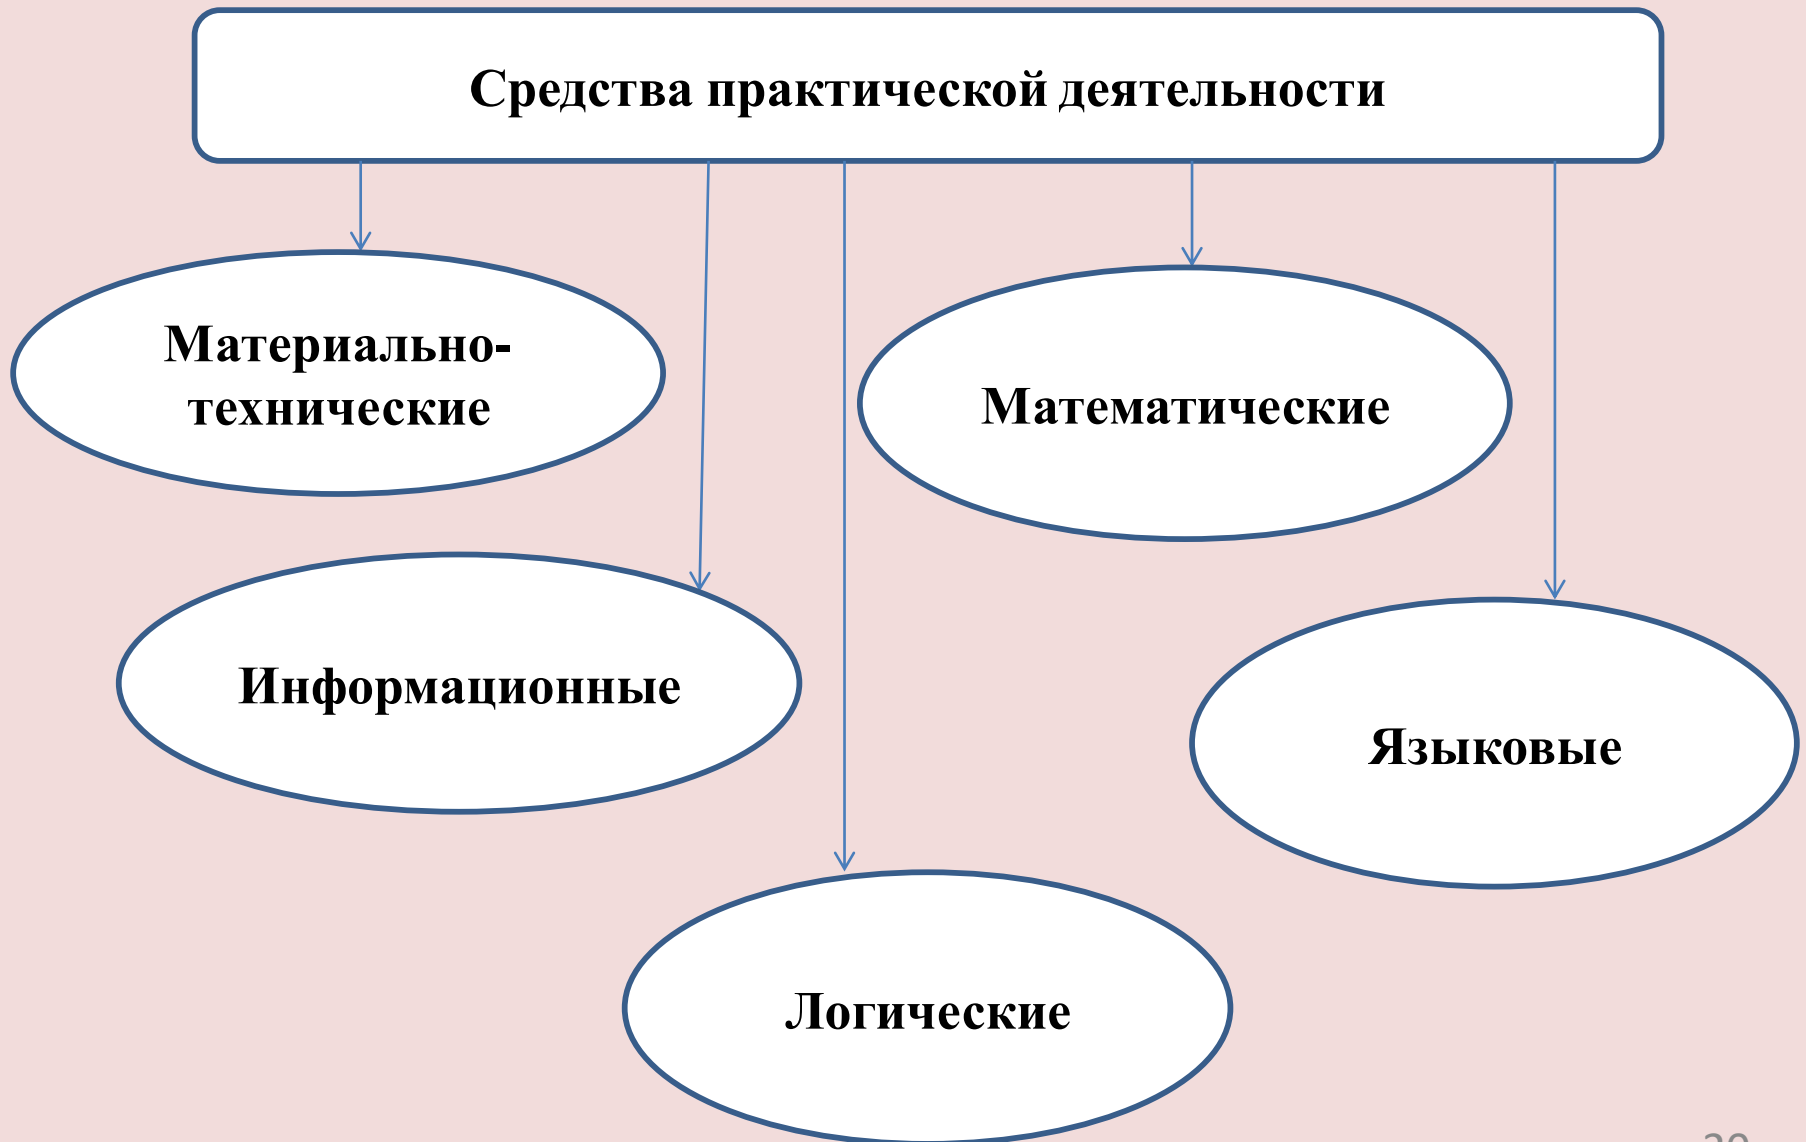 Средства практической деятельности
Материально-
технические
Математические
Информационные
Языковые
Логические